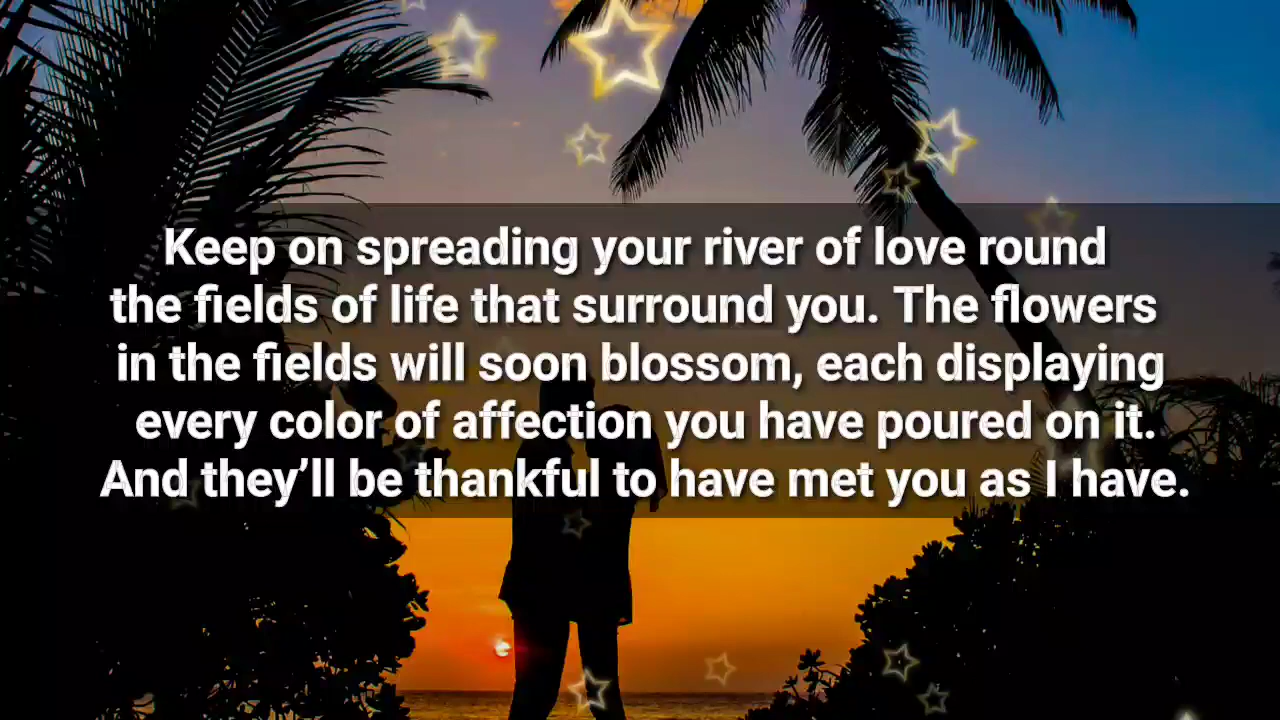 Keep on spreading your river of love round
the fields of life that surround you. The flowers
in the fields will soon blossom, each displaying
every color of affection you have poured on it.
And they’ll be thankful to have met you as I have.